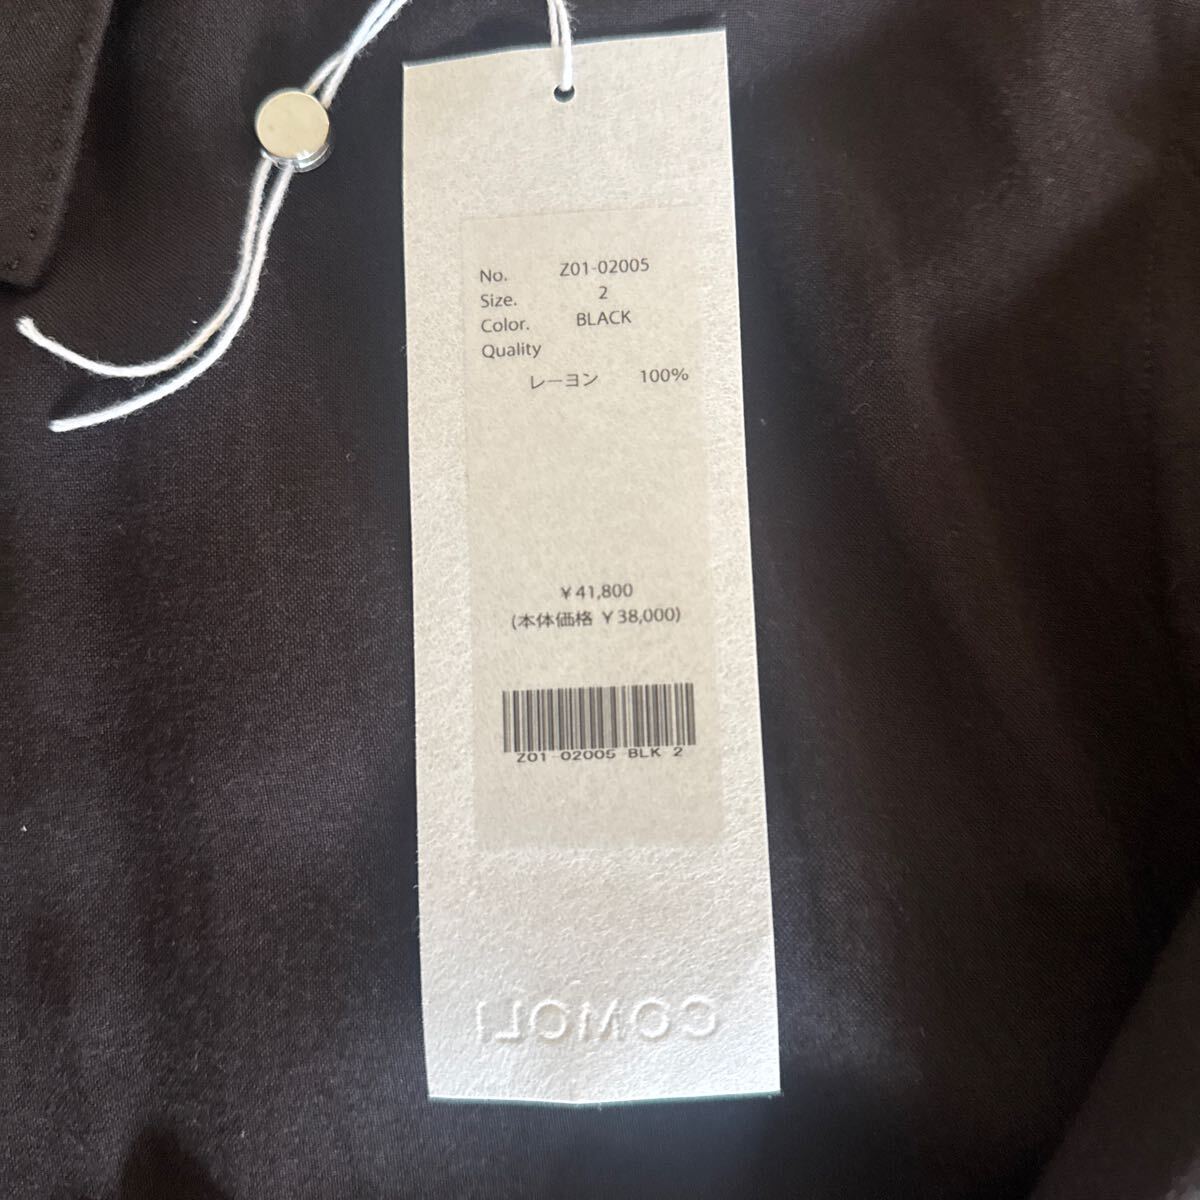 No. Z01-02005
Size. 2
Color. BLACK
Quality
レーヨン 100%
¥41,800
(本体価格 ¥38,000)
Z01-02005 BLK 2
COMOLI